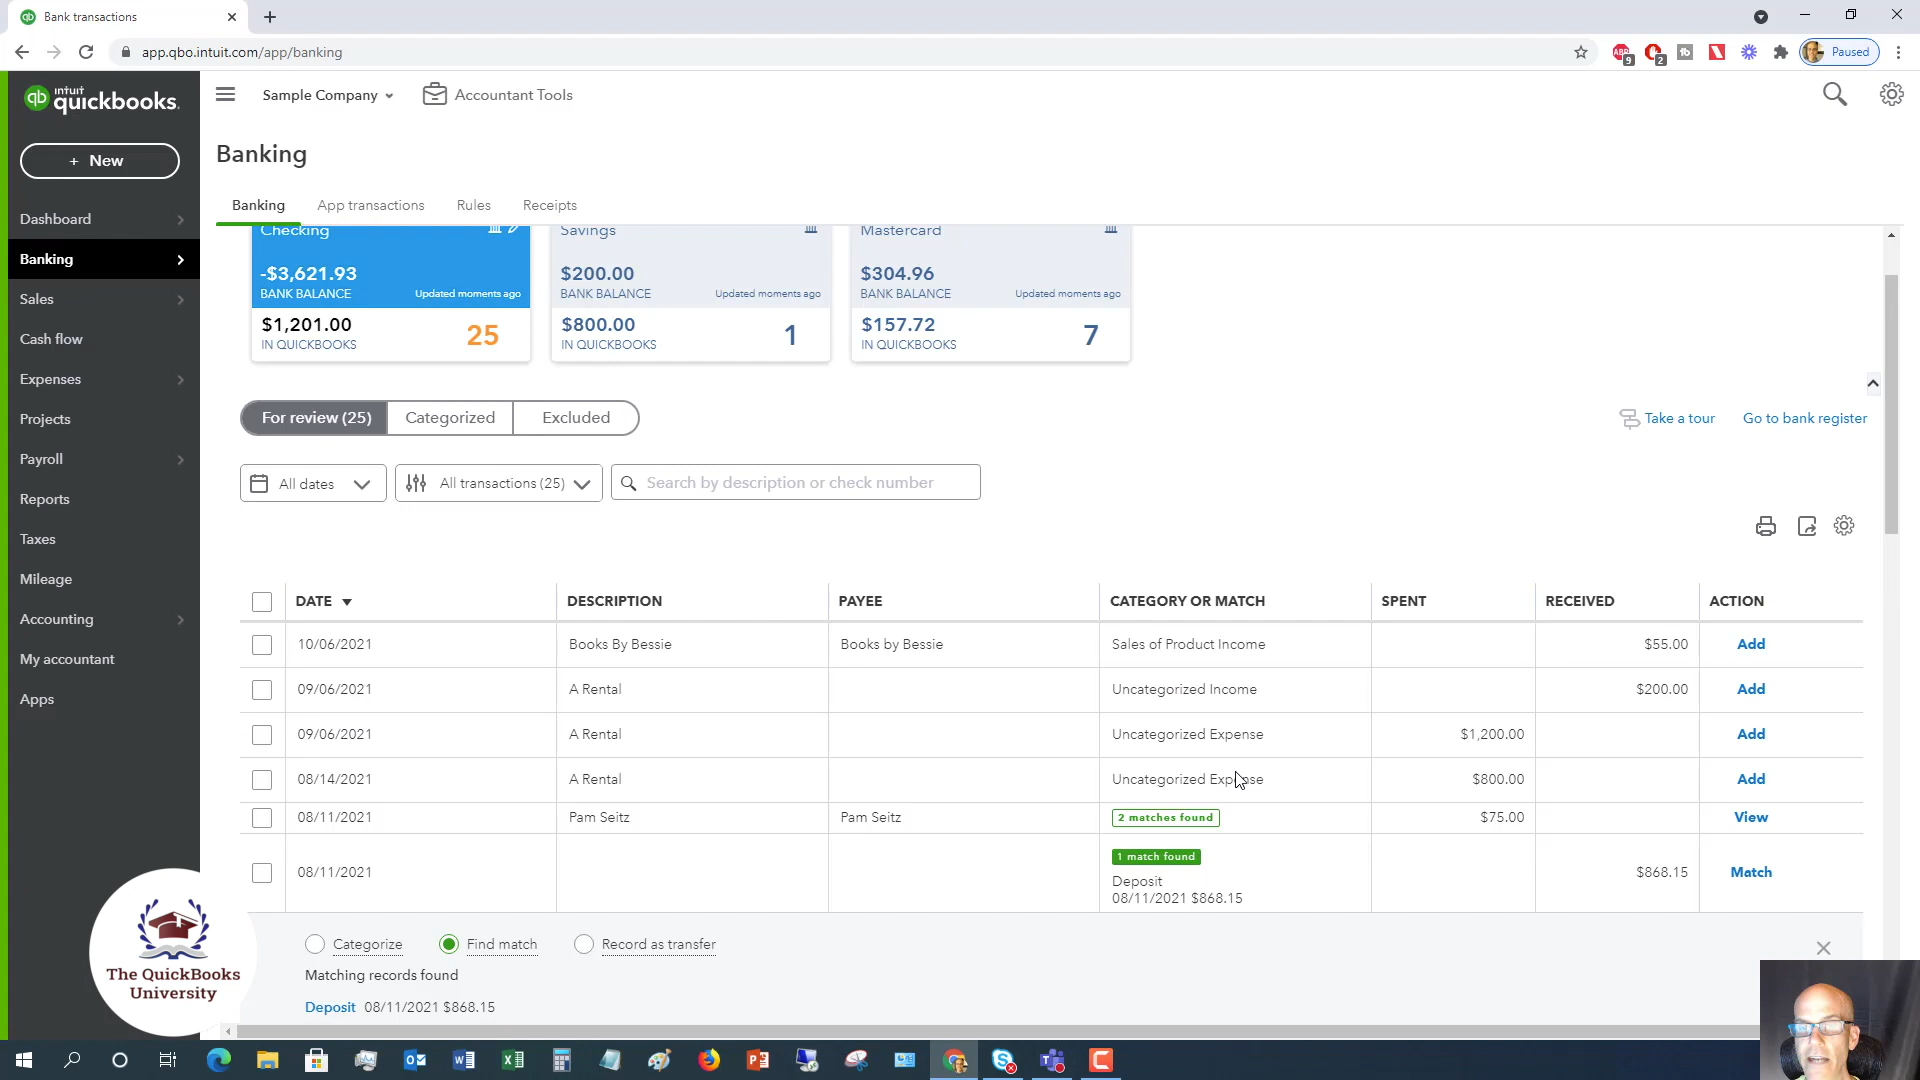 Bank transactions
app.qbo.intuit.com/app/banking
9
2
Paused
intuit quickbooks.
Sample Company
Accountant Tools
+ New
Dashboard
Banking
Sales
Cash flow
Expenses
Projects
Payroll
Reports
Taxes
Mileage
Accounting
My accountant
Apps
Banking
Banking App transactions Rules Receipts
Checking
-$3,621.93
BANK BALANCE Updated moments ago
$1,201.00
IN QUICKBOOKS
25
Savings
$200.00
BANK BALANCE Updated moments ago
$800.00
IN QUICKBOOKS
1
Mastercard
$304.96
BANK BALANCE Updated moments ago
$157.72
IN QUICKBOOKS
7
For review (25) Categorized Excluded
Take a tour Go to bank register
All dates All transactions (25) Search by description or check number
DATE DESCRIPTION PAYEE CATEGORY OR MATCH SPENT RECEIVED ACTION
10/06/2021 Books By Bessie Books by Bessie Sales of Product Income $55.00 Add
09/06/2021 A Rental Uncategorized Income $200.00 Add
09/06/2021 A Rental Uncategorized Expense $1,200.00 Add
08/14/2021 A Rental Uncategorized Expense $800.00 Add
08/11/2021 Pam Seitz Pam Seitz 2 matches found $75.00 View
08/11/2021 1 match found $868.15 Match
Deposit
08/11/2021 $868.15
Categorize Find match Record as transfer
Matching records found
Deposit 08/11/2021 $868.15
The QuickBooks
University